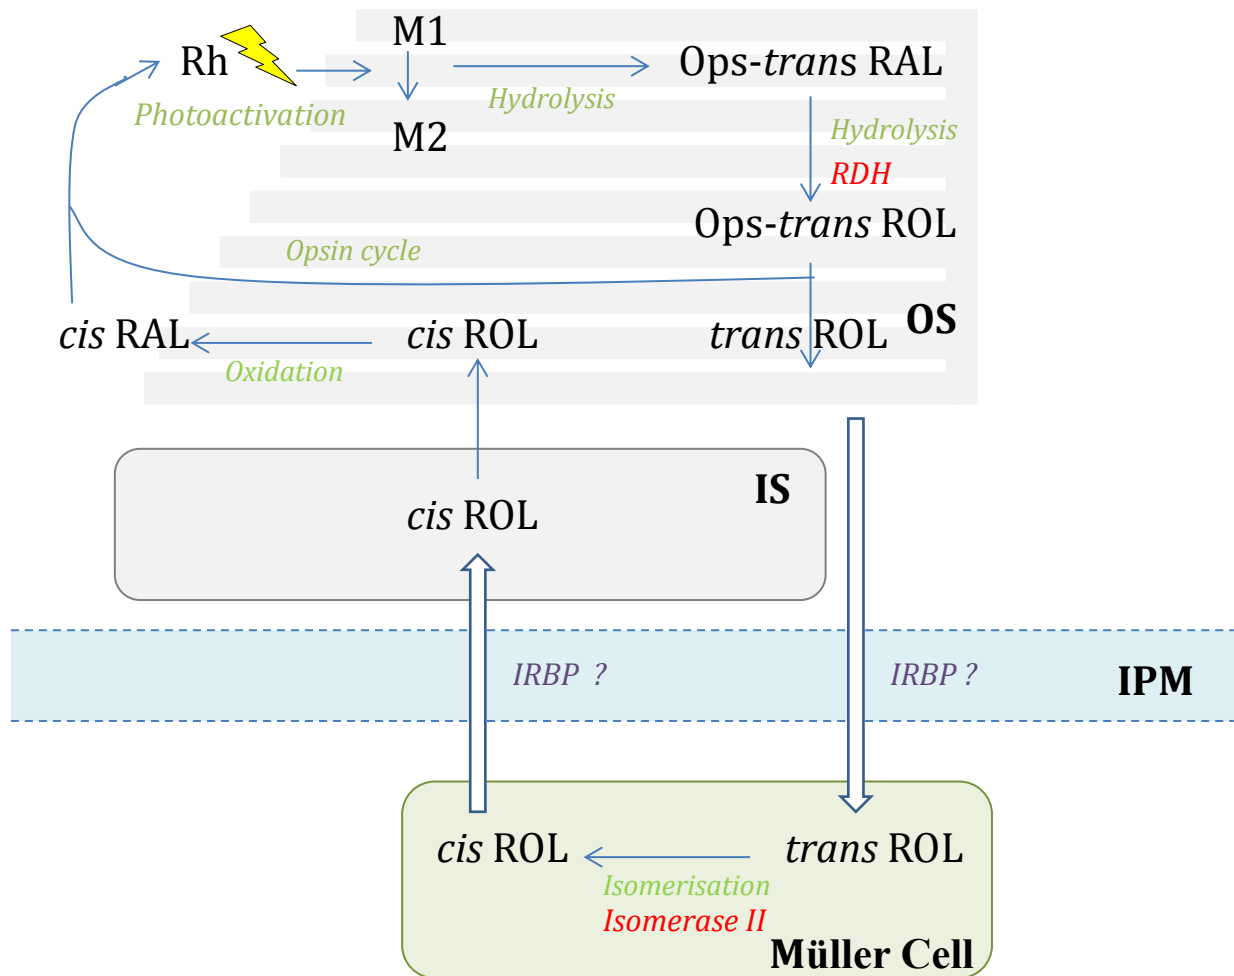 M1
Rh
Ops-trans RAL
Photoactivation
Hydrolysis
M2
Hydrolysis
RDH
Ops-trans ROL
Opsin cycle
OS
cis RAL
cis ROL
trans ROL
Oxidation
IS
cis ROL
IRBP ?
IRBP ?
IPM
cis ROL
trans ROL
Isomerisation
Isomerase II
Müller Cell